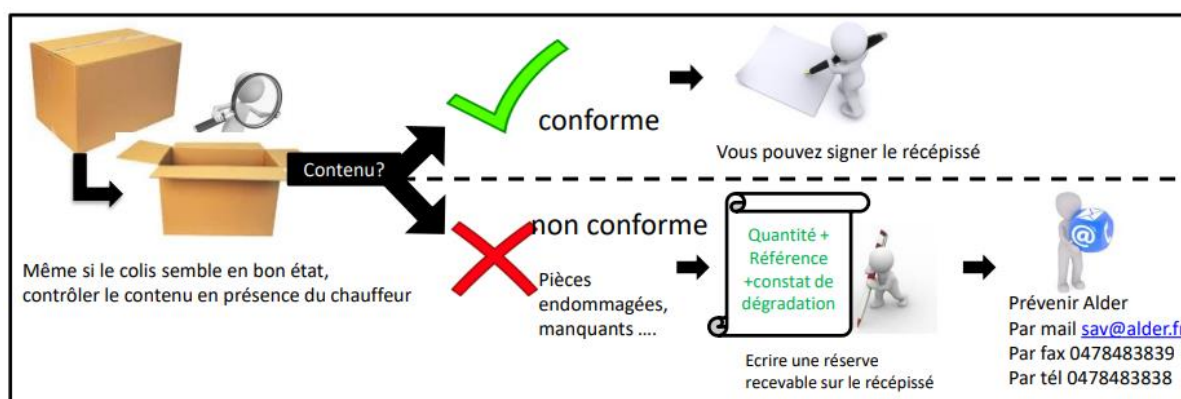 Contenu?
Même si le colis semble en bon état,
contrôler le contenu en présence du chauffeur
conforme
Vous pouvez signer le récépissé
non conforme
Pièces
endommagées,
manquants ....
Quantité +
Référence
+constat de
dégradation
Ecrire une réserve
recevable sur le récépissé
@
Prévenir Alder
Par mail sav@alder.fr
Par fax 0478483839
Par tél 0478483838